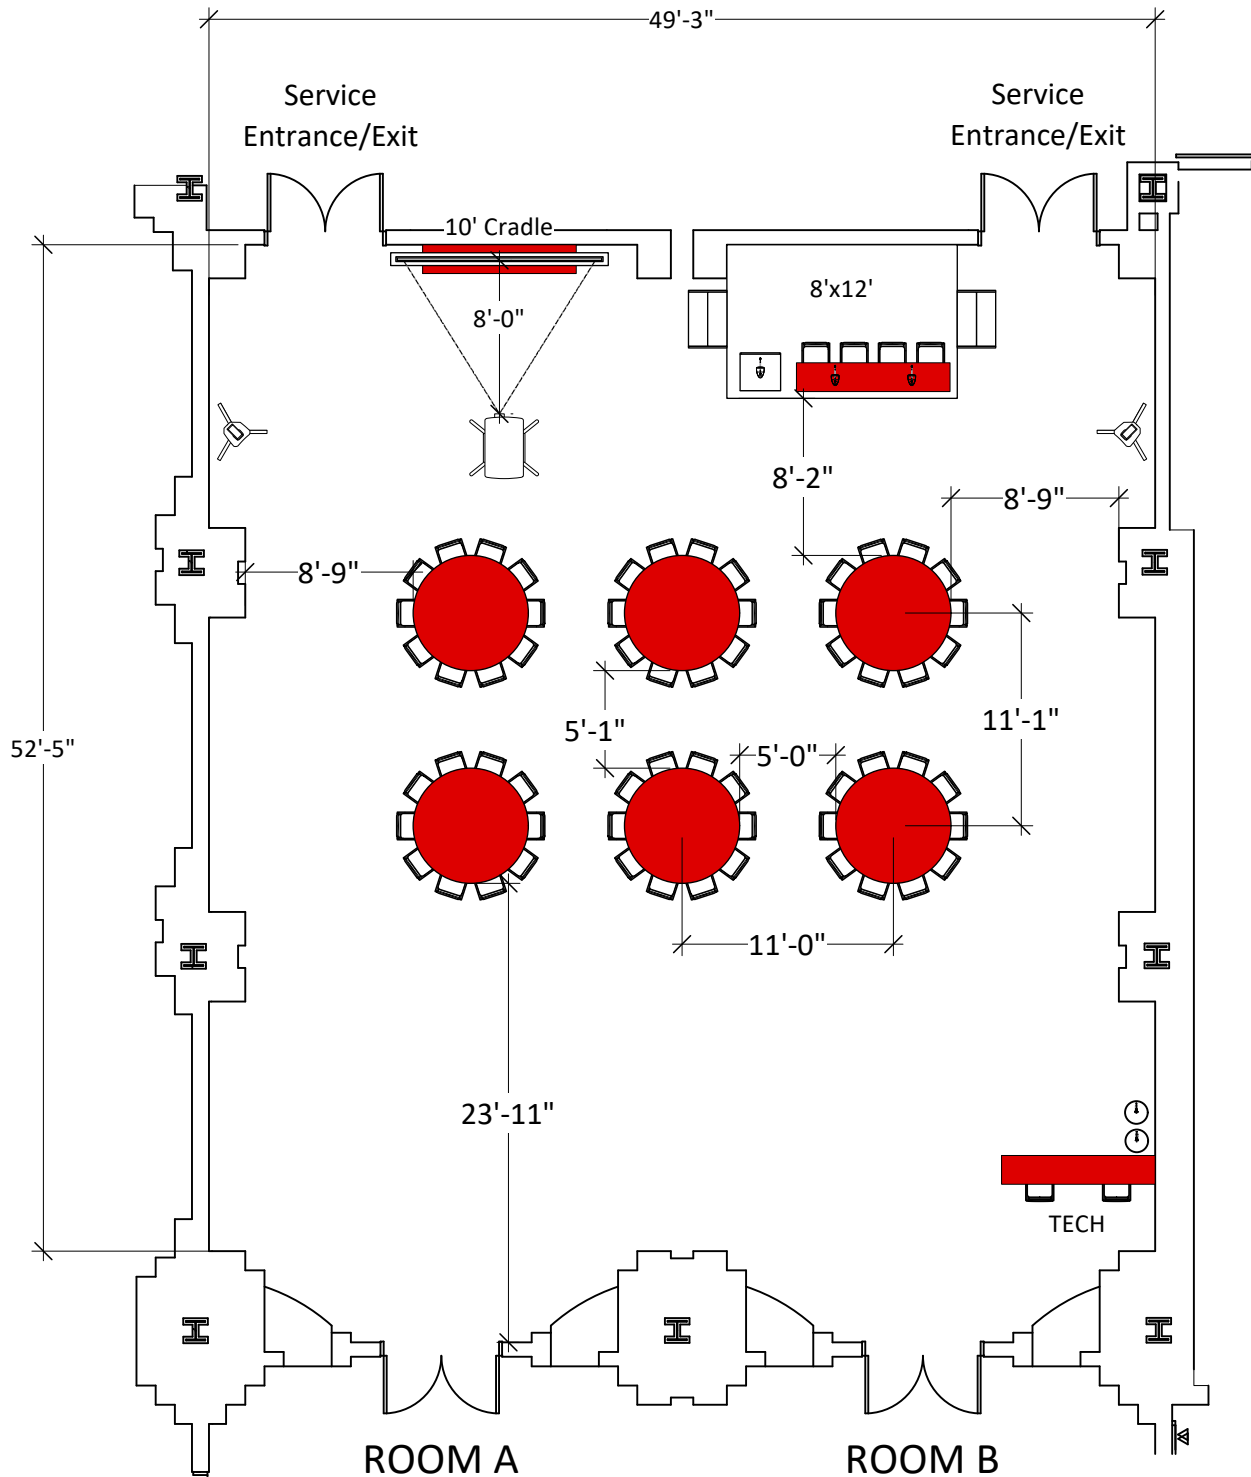 49'-3"
Service
Entrance/Exit
Service
Entrance/Exit
10' Cradle
8'x12'
8'-0"
8'-2"
8'-9"
8'-9"
11'-1"
5'-1"
5'-0"
52'-5"
11'-0"
23'-11"
TECH
ROOM A
ROOM B